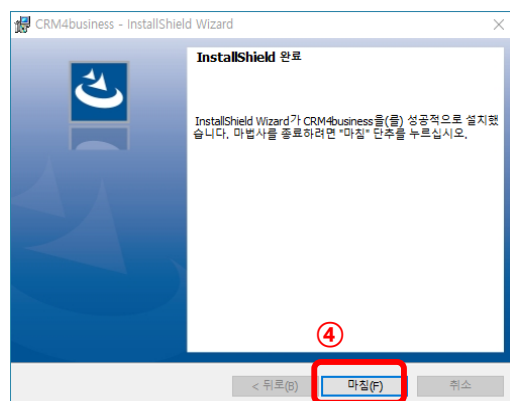 CRM4business - InstallShield Wizard
InstallShield 완료
InstallShield Wizard가 CRM4business을(를) 성공적으로 설치했
습니다. 마법사를 종료하려면 "마침" 단추를 누르십시오.
④
< 뒤로(B) 마침(F) 취소